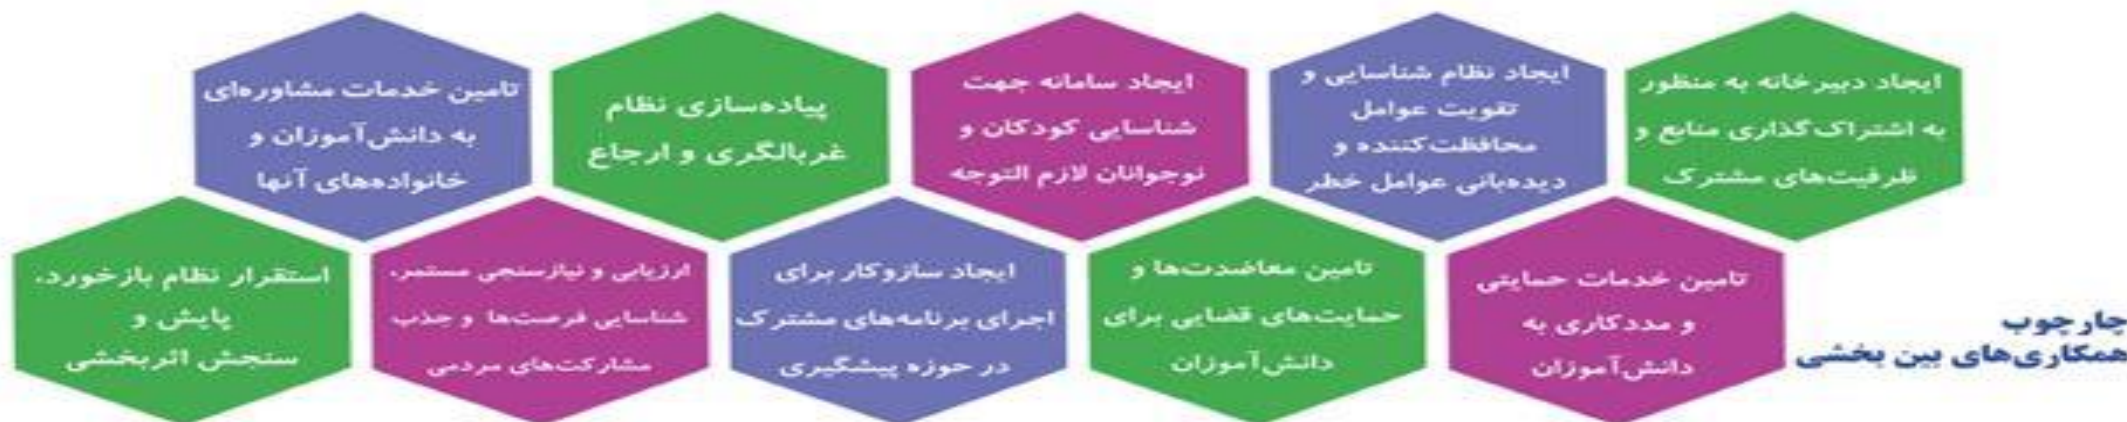 ایجاد دبیرخانه به منظور
به اشتراک گذاری منابع و
ظرفیت‌های مشترک
ایجاد نظام شناسایی و
تقویت عوامل
محافظت‌کننده و
دیده‌بانی عوامل خطر
ایجاد سامانه جهت
شناسایی کودکان و
نوجوانان لازم التوجه
پیاده‌سازی نظام
غربالگری و ارجاع
تامین خدمات مشاوره‌ای
به دانش‌آموزان و
خانواده‌های آنها
چارچوب
همکاری‌های بین بخشی
تامین خدمات حمایتی
و مددکاری به
دانش‌آموزان
تامین معاضدت‌ها و
حمایت‌های قضایی برای
دانش‌آموزان
ایجاد سازوکار برای
اجرای برنامه‌های مشترک
در حوزه پیشگیری
ارزیابی و نیازسنجی مستمر،
شناسایی فرصت‌ها و جذب
مشارکت‌های مردمی
استقرار نظام بازخورد،
پایش و
سنجش اثربخشی